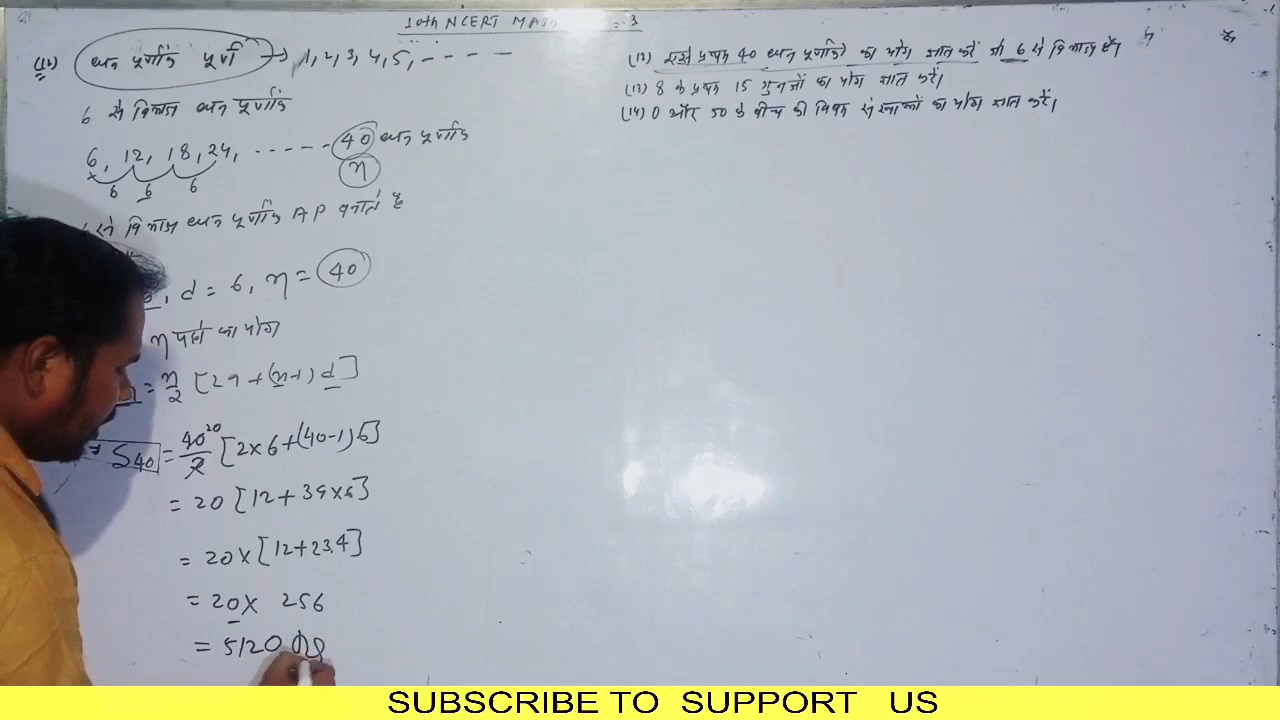 10th NCERT MATH = 3
(12) धन पूर्णांक पूर्ण → 1, 2, 3, 4, 5, - - - -
6 से विभाज्य धन पूर्णांक
6, 12, 18, 24, - - - - - 40 धन पूर्णांक
6 6 6
n
से विभाज्य धन पूर्णांक AP बनाते है
, d = 6, n = 40
n पदों का योग
= n/2 [2a + (n-1) d]
S40 = 40/2 20 [2×6+(40-1)6]
= 20 [12 + 39×6]
= 20 × [12 + 234]
= 20 × 256
= 5120
(12) ऐसे प्रथम 40 धन पूर्णांकों का योग ज्ञात करें जो 6 से विभाज्य है।
(13) 8 के प्रथम 15 गुणजों का योग ज्ञात करें।
(14) 0 और 50 के बीच की विषम संख्याओं का योग ज्ञात करें।
SUBSCRIBE TO SUPPORT US